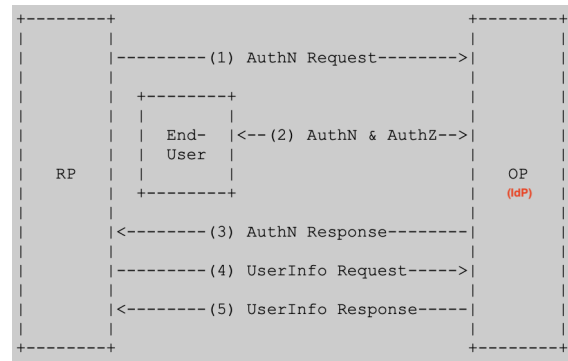 (1) AuthN Request
End- (2) AuthN & AuthZ
User
RP OP
(IdP)
(3) AuthN Response
(4) UserInfo Request
(5) UserInfo Response